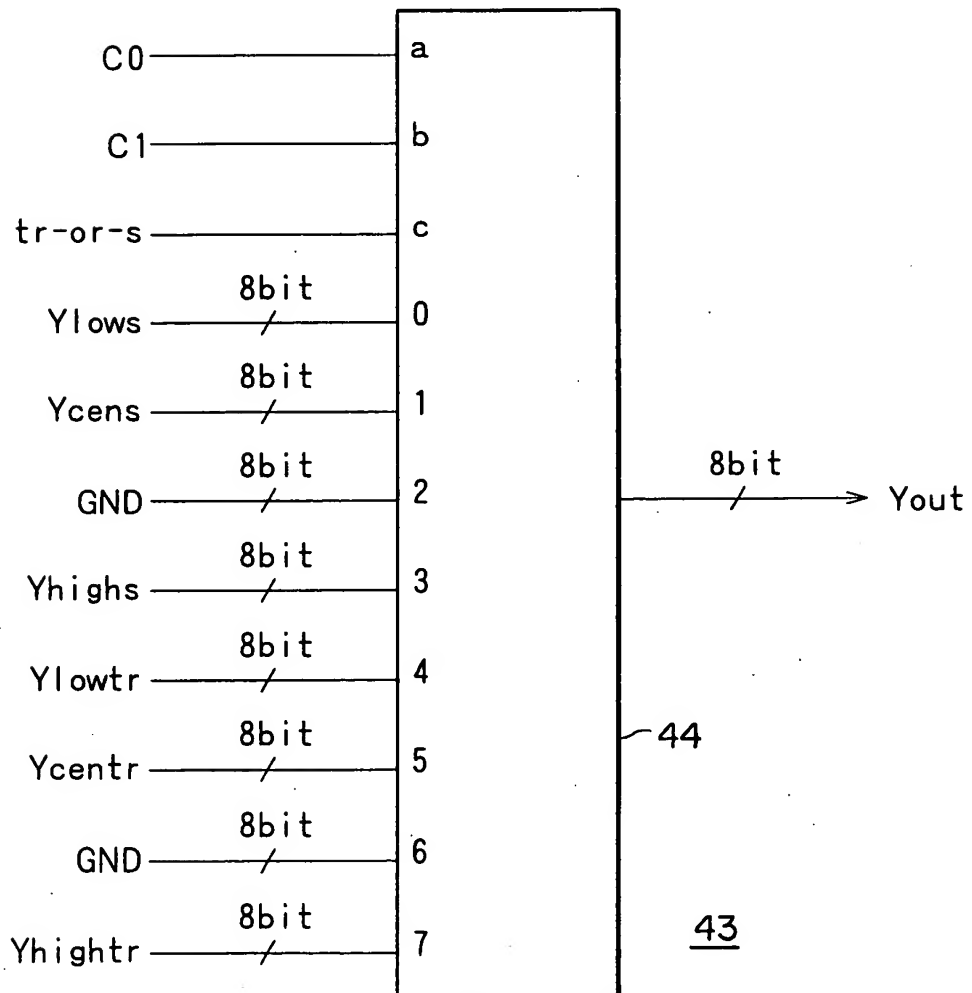 C0 a
C1 b
tr-or-s c
8bit
Ylows 0
8bit
Ycens 1
8bit
GND 2
8bit
Yout
8bit
Yhighs 3
8bit
Ylowtr 4
44
8bit
Ycentr 5
8bit
GND 6
8bit
Yhightr 7
43